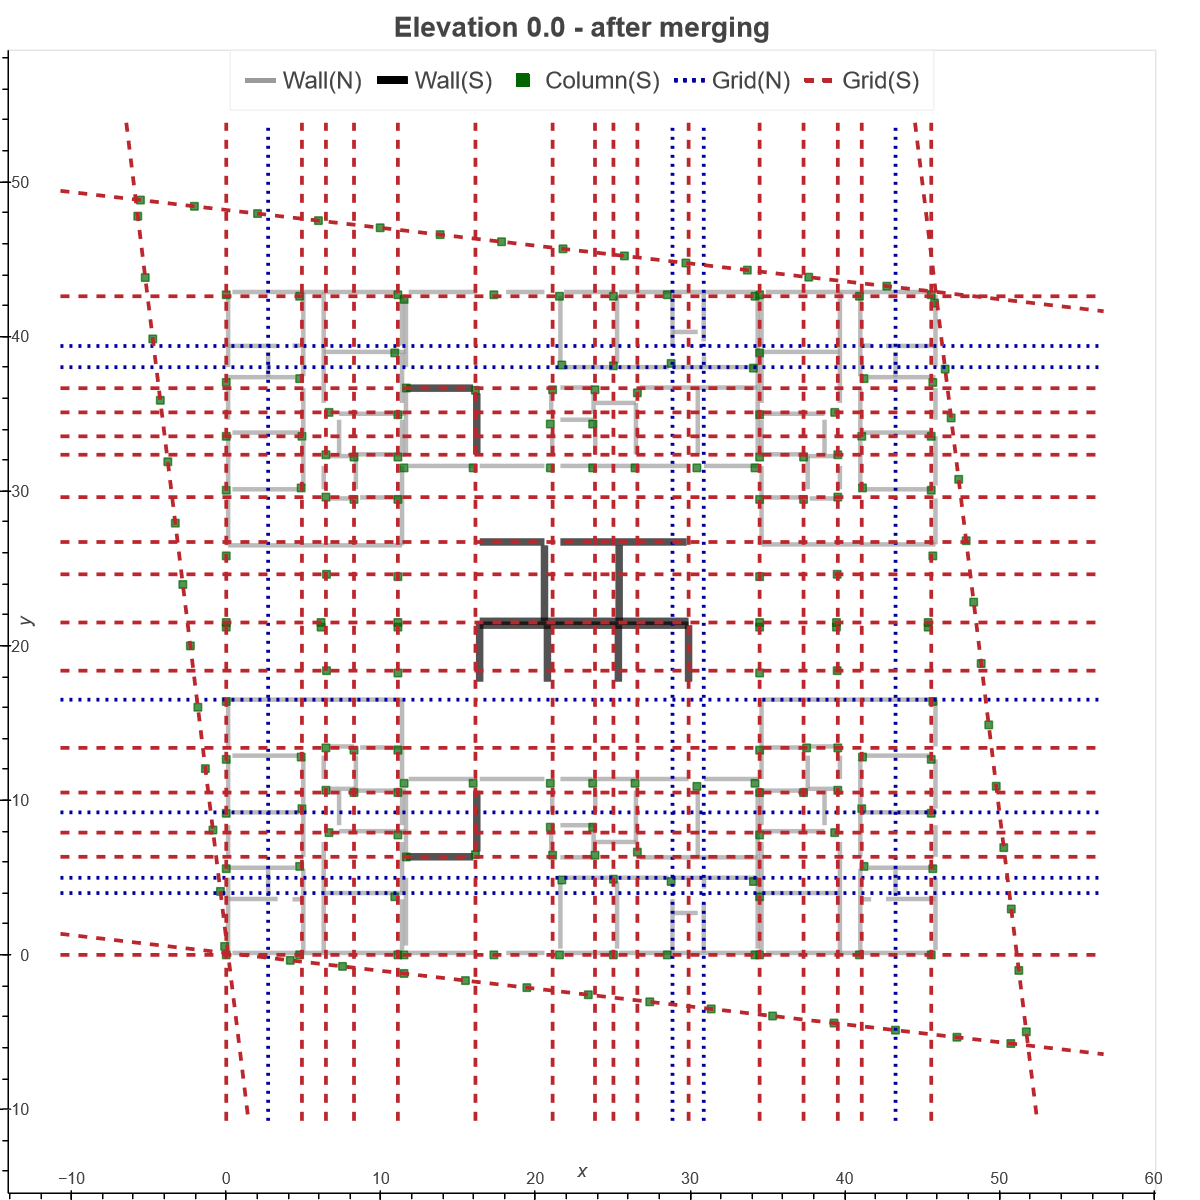 Elevation 0.0 - after merging
Wall(N) Wall(S) Column(S) Grid(N) Grid(S)
50
40
30
20
10
0
10
y
x
−10 0 10 20 30 40 50 60